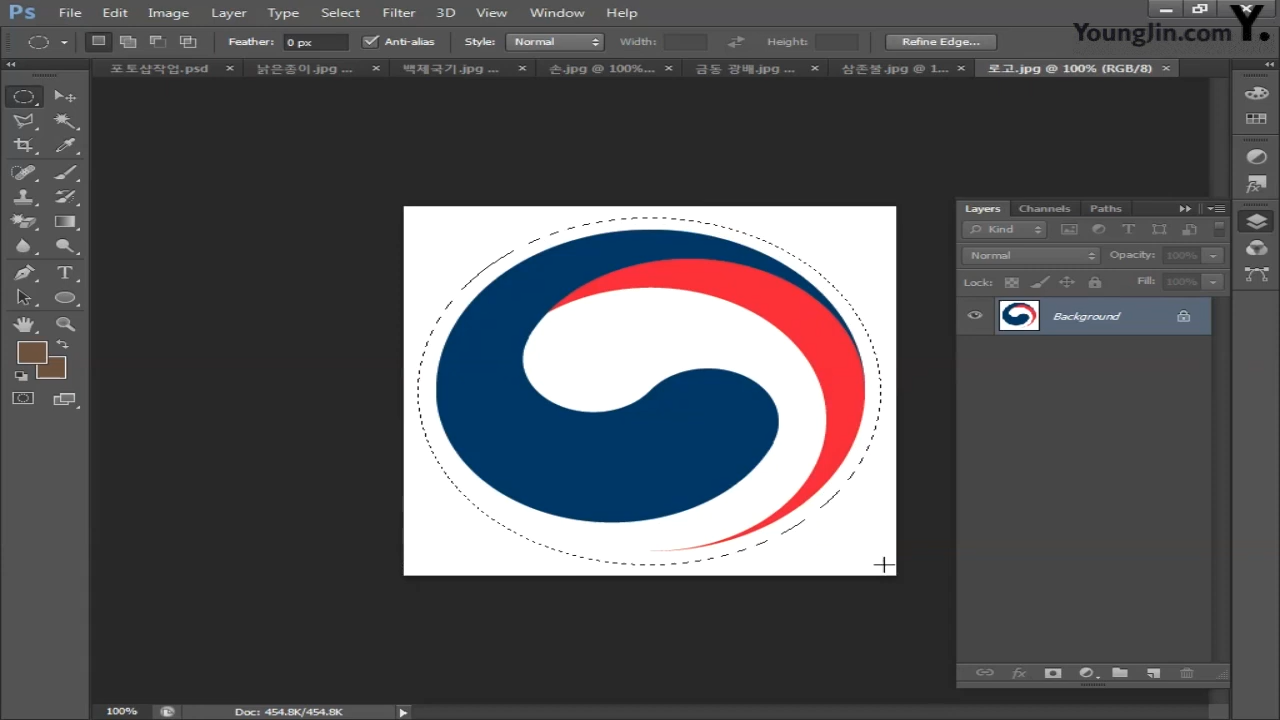 Ps File Edit Image Layer Type Select Filter 3D View Window Help
Y.
YoungJin.com
Feather: 0 px Anti-alias Style: Normal Width: Height: Refine Edge...
포토샵작업.psd × 낡은종이.jpg ... × 백제국기.jpg ... × 손.jpg @ 100%... × 금동 광배.jpg ... × 삼존불.jpg @ 1... × 로고.jpg @ 100% (RGB/8) ×
Layers Channels Paths
Kind
Normal Opacity: 100%
Lock: Fill: 100%
Background
fx
100% Doc: 454.8K/454.8K